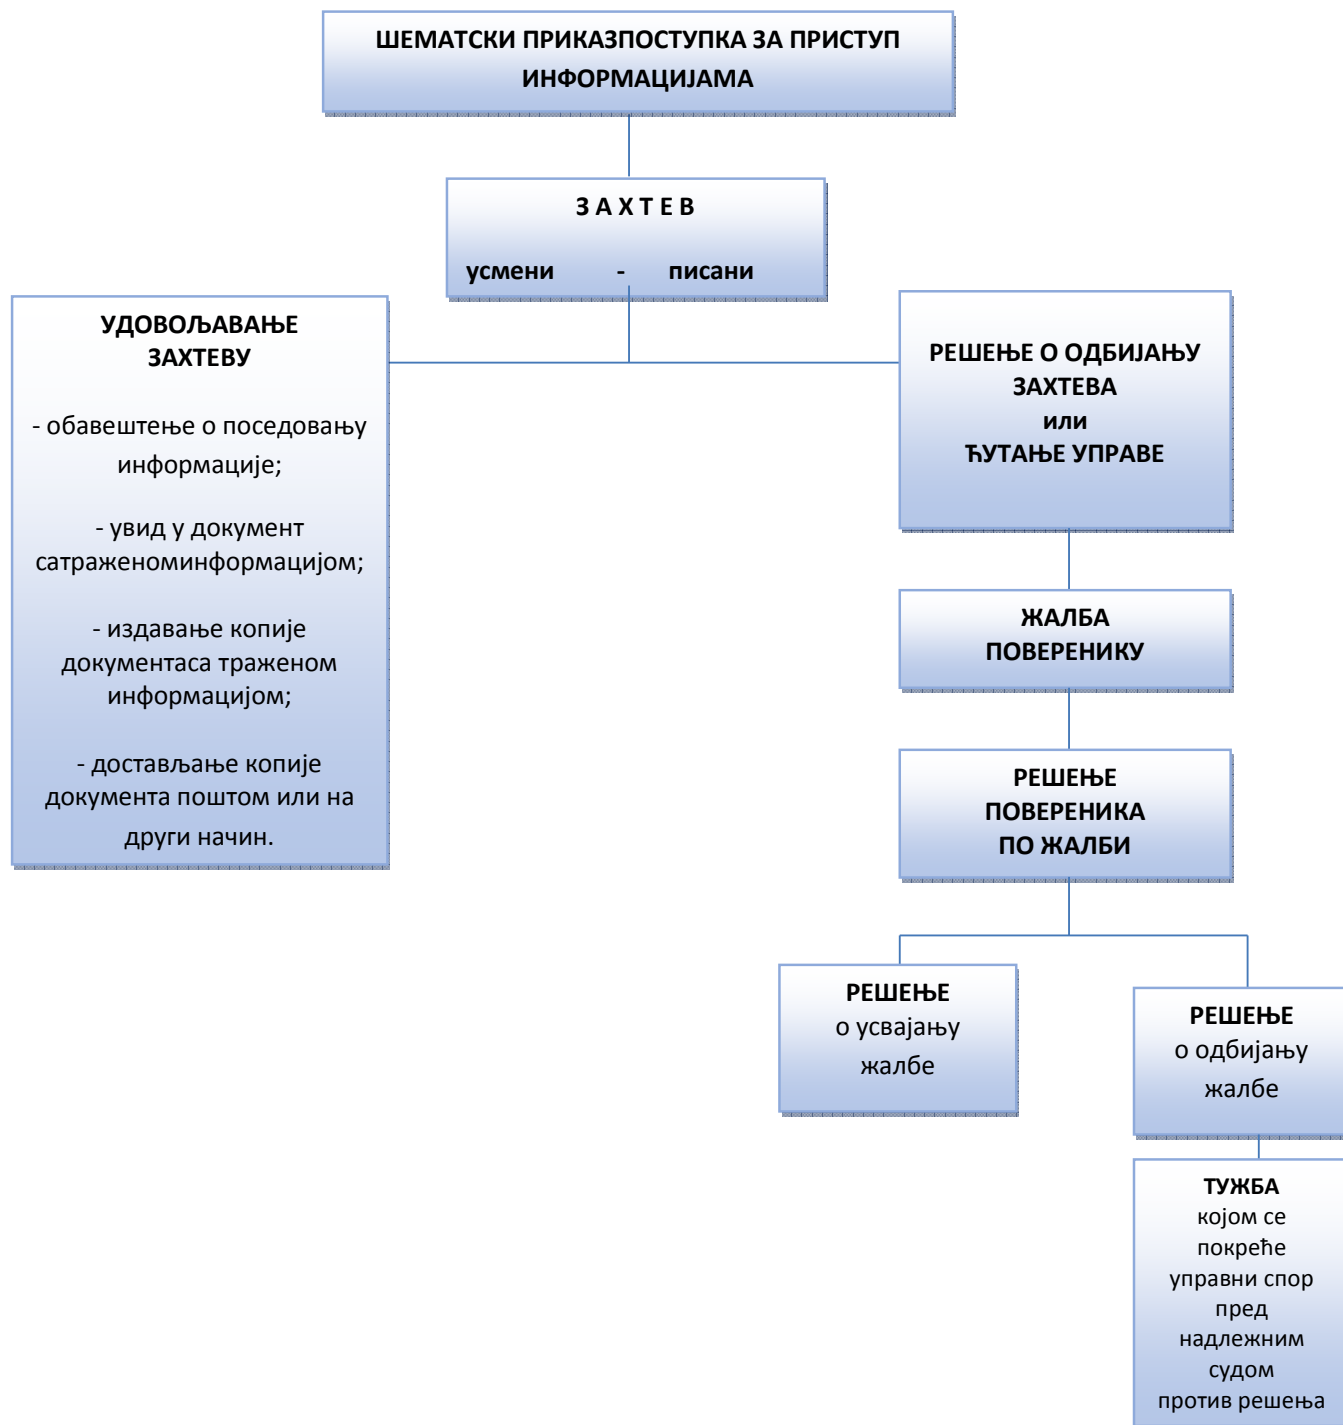 ШЕМАТСКИ ПРИКАЗПОСТУПКА ЗА ПРИСТУП
ИНФОРМАЦИЈАМА
З А Х Т Е В
усмени - писани
УДОВОЉАВАЊЕ
ЗАХТЕВУ
- обавештење о поседовању
информације;
- увид у документ
сатраженоминформацијом;
- издавање копије
документаса траженом
информацијом;
- достављање копије
документа поштом или на
други начин.
РЕШЕЊЕ О ОДБИЈАЊУ
ЗАХТЕВА
или
ЋУТАЊЕ УПРАВЕ
ЖАЛБА
ПОВЕРЕНИКУ
РЕШЕЊЕ
ПОВЕРЕНИКА
ПО ЖАЛБИ
РЕШЕЊЕ
о усвајању
жалбе
РЕШЕЊЕ
о одбијању
жалбе
ТУЖБА
којом се
покреће
управни спор
пред
надлежним
судом
против решења